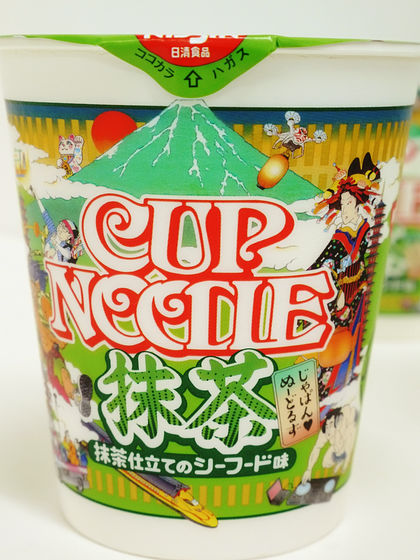 日清食品
ココカラ ハガス
CUP
NOODLE
抹茶
じゃぱん♥
ぬーどるず
抹茶仕立てのシーフード味